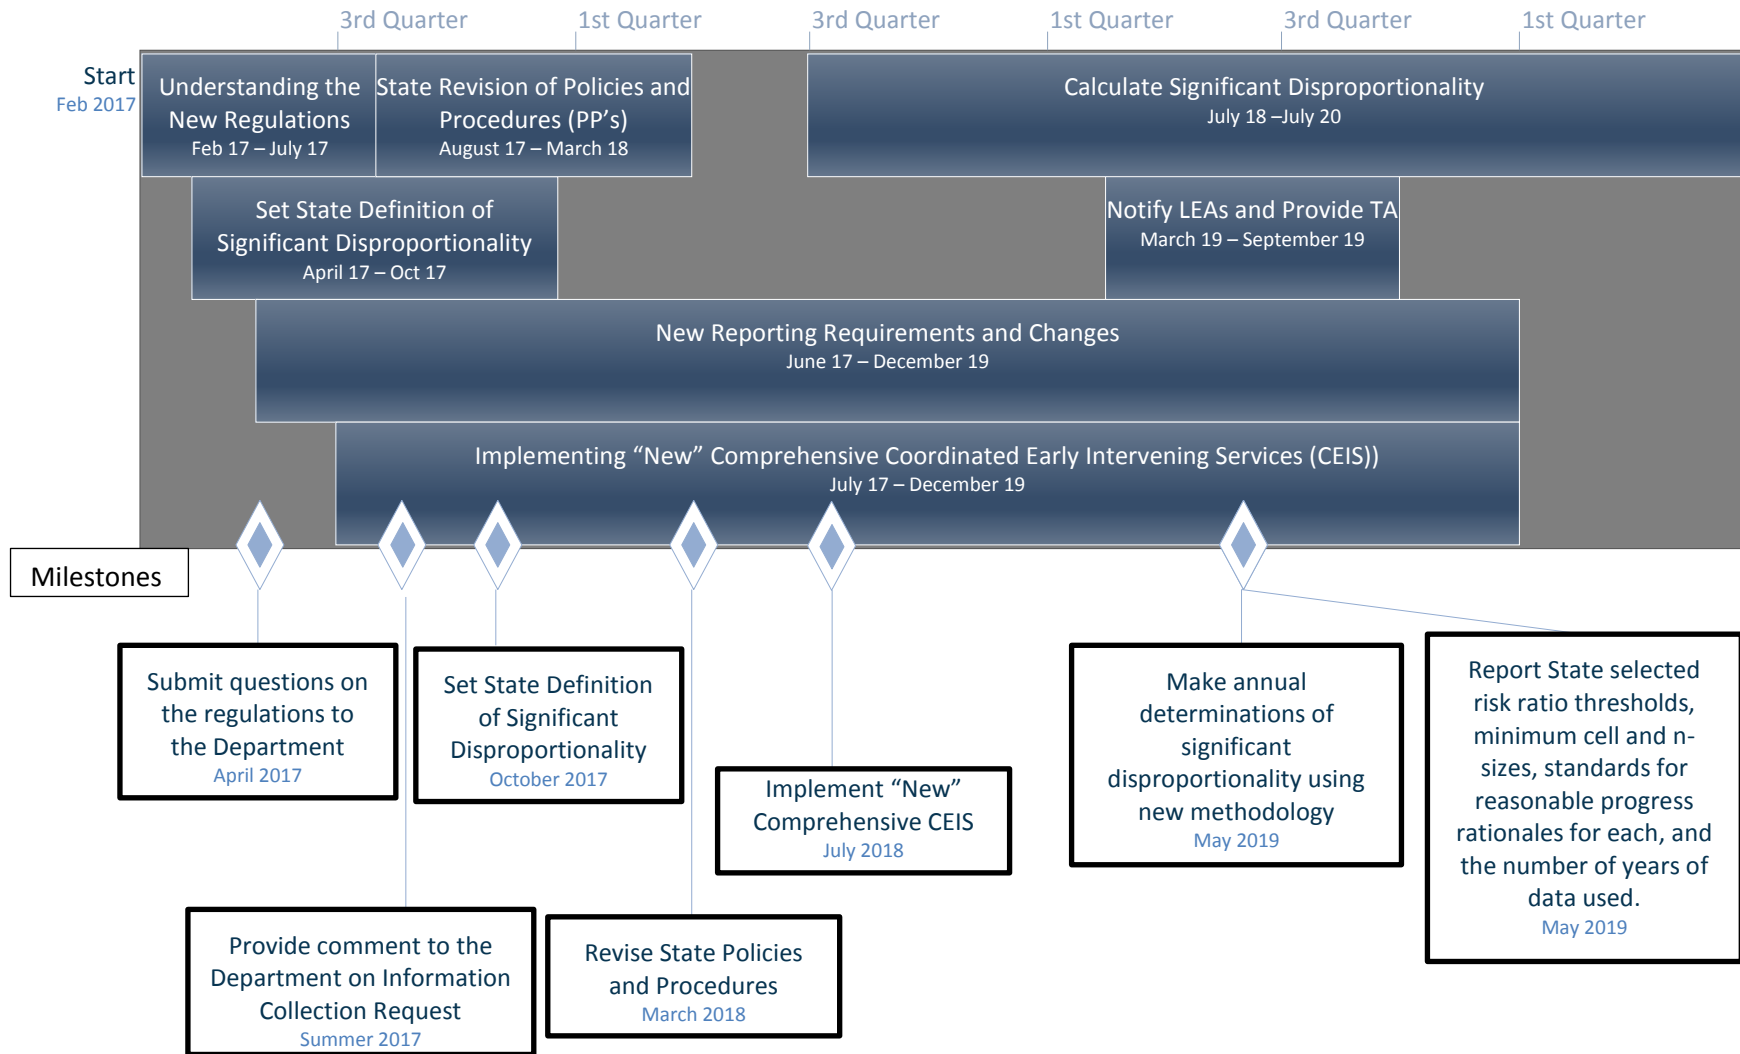 3rd Quarter
1st Quarter
3rd Quarter
1st Quarter
3rd Quarter
1st Quarter
Start
Feb 2017
Understanding the
New Regulations
Feb 17 – July 17
State Revision of Policies and
Procedures (PP’s)
August 17 – March 18
Calculate Significant Disproportionality
July 18 –July 20
Set State Definition of
Significant Disproportionality
April 17 – Oct 17
Notify LEAs and Provide TA
March 19 – September 19
New Reporting Requirements and Changes
June 17 – December 19
Implementing “New” Comprehensive Coordinated Early Intervening Services (CEIS))
July 17 – December 19
Milestones
Submit questions on
the regulations to
the Department
April 2017
Set State Definition
of Significant
Disproportionality
October 2017
Implement “New”
Comprehensive CEIS
July 2018
Make annual
determinations of
significant
disproportionality using
new methodology
May 2019
Report State selected
risk ratio thresholds,
minimum cell and n-
sizes, standards for
reasonable progress
rationales for each, and
the number of years of
data used.
May 2019
Provide comment to the
Department on Information
Collection Request
Summer 2017
Revise State Policies
and Procedures
March 2018